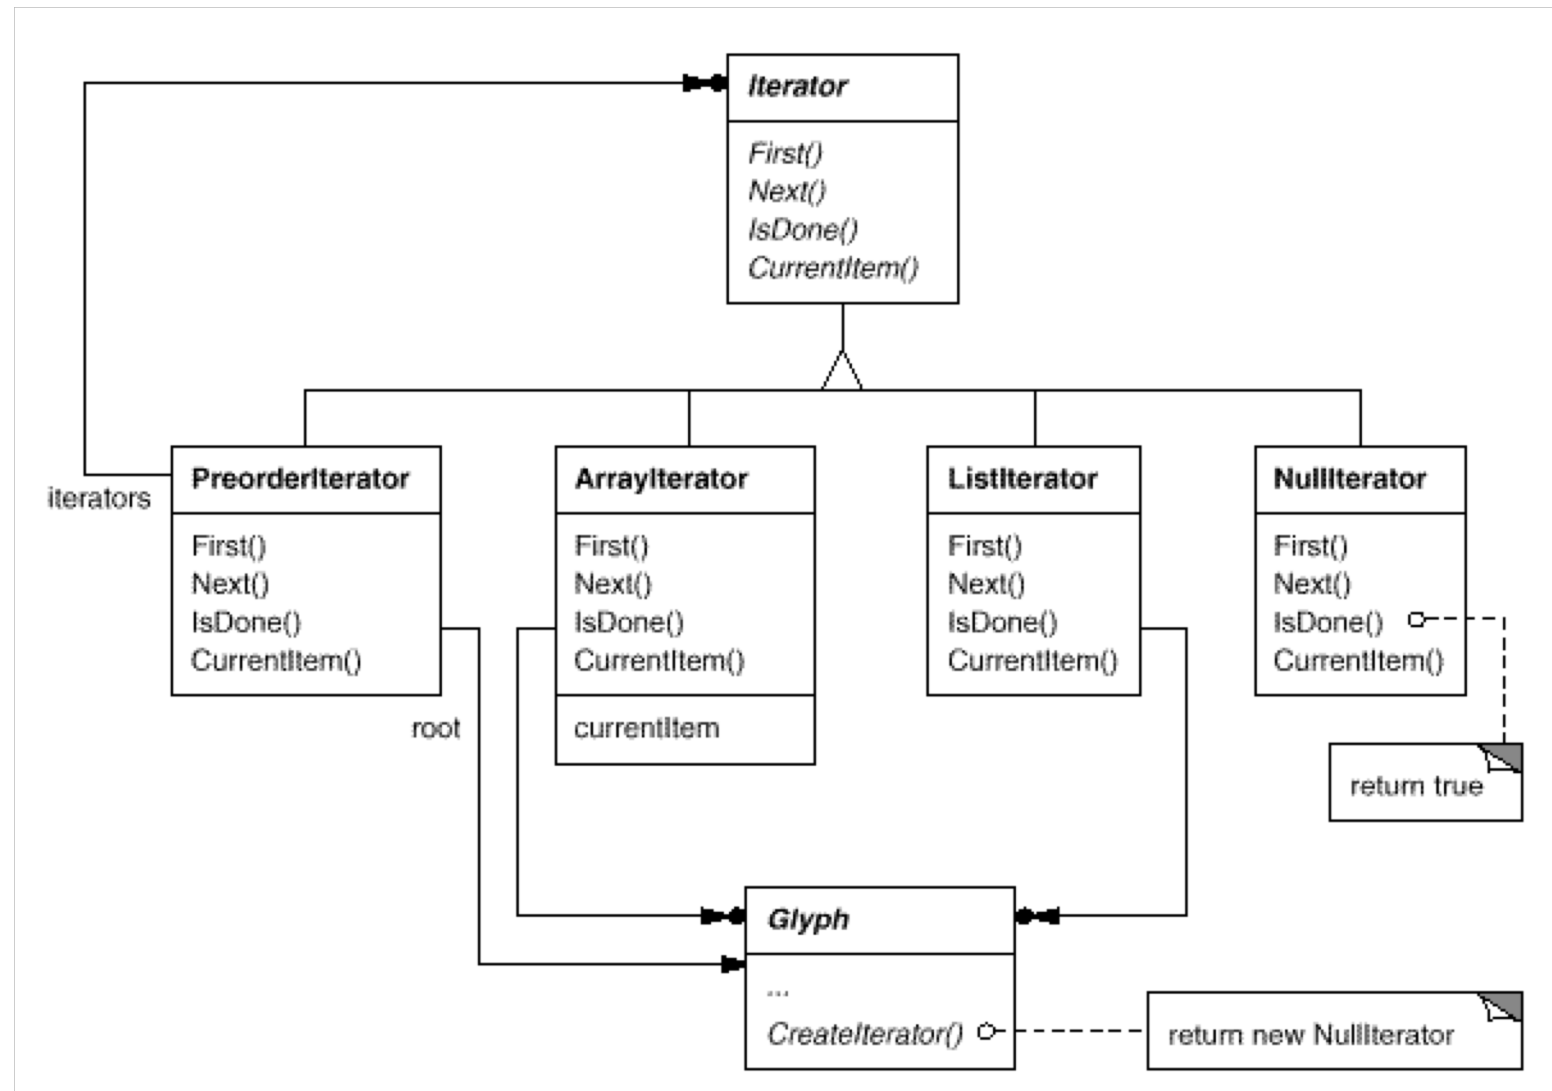 Iterator
First()
Next()
IsDone()
CurrentItem()
iterators
PreorderIterator
First()
Next()
IsDone()
CurrentItem()
root
ArrayIterator
First()
Next()
IsDone()
CurrentItem()
currentItem
ListIterator
First()
Next()
IsDone()
CurrentItem()
NullIterator
First()
Next()
IsDone()
CurrentItem()
return true
Glyph
...
CreateIterator()
return new NullIterator